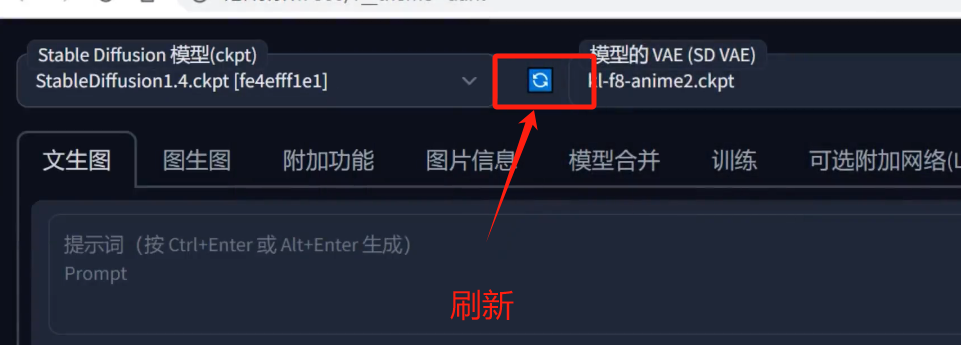 Stable Diffusion 模型(ckpt)
模型的 VAE (SD VAE)
StableDiffusion1.4.ckpt [fe4efff1e1]
kl-f8-anime2.ckpt
文生图
图生图
附加功能
图片信息
模型合并
训练
可选附加网络(L
提示词（按 Ctrl+Enter 或 Alt+Enter 生成）
Prompt
刷新